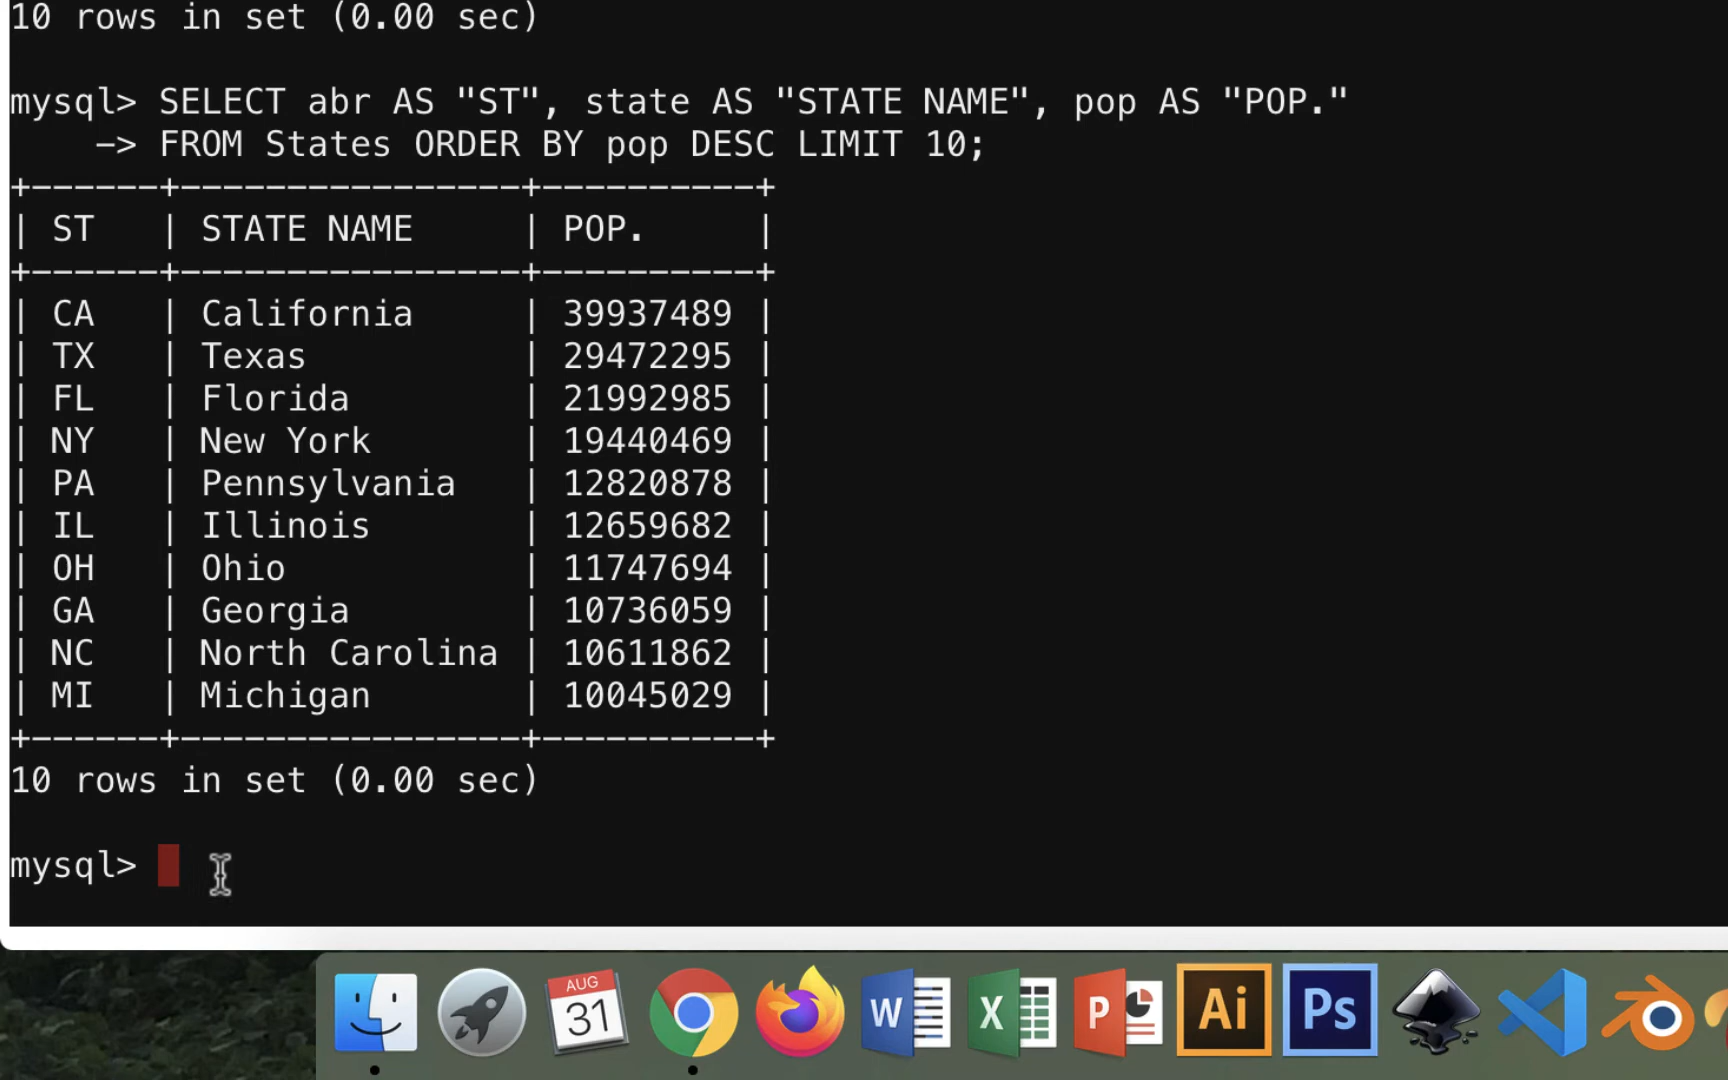 10 rows in set (0.00 sec)
mysql> SELECT abr AS "ST", state AS "STATE NAME", pop AS "POP."
    -> FROM States ORDER BY pop DESC LIMIT 10;
+------+----------------+----------+
| ST   | STATE NAME     | POP.     |
+------+----------------+----------+
| CA   | California     | 39937489 |
| TX   | Texas          | 29472295 |
| FL   | Florida        | 21992985 |
| NY   | New York       | 19440469 |
| PA   | Pennsylvania   | 12820878 |
| IL   | Illinois       | 12659682 |
| OH   | Ohio           | 11747694 |
| GA   | Georgia        | 10736059 |
| NC   | North Carolina | 10611862 |
| MI   | Michigan       | 10045029 |
+------+----------------+----------+
10 rows in set (0.00 sec)
mysql>
AUG
31 W X P Ai Ps